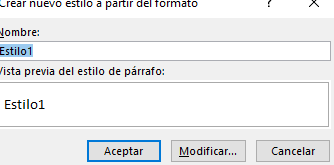 Crear nuevo estilo a partir del formato
Nombre:
Estilo1
Vista previa del estilo de párrafo:
Estilo1
Aceptar Modificar... Cancelar